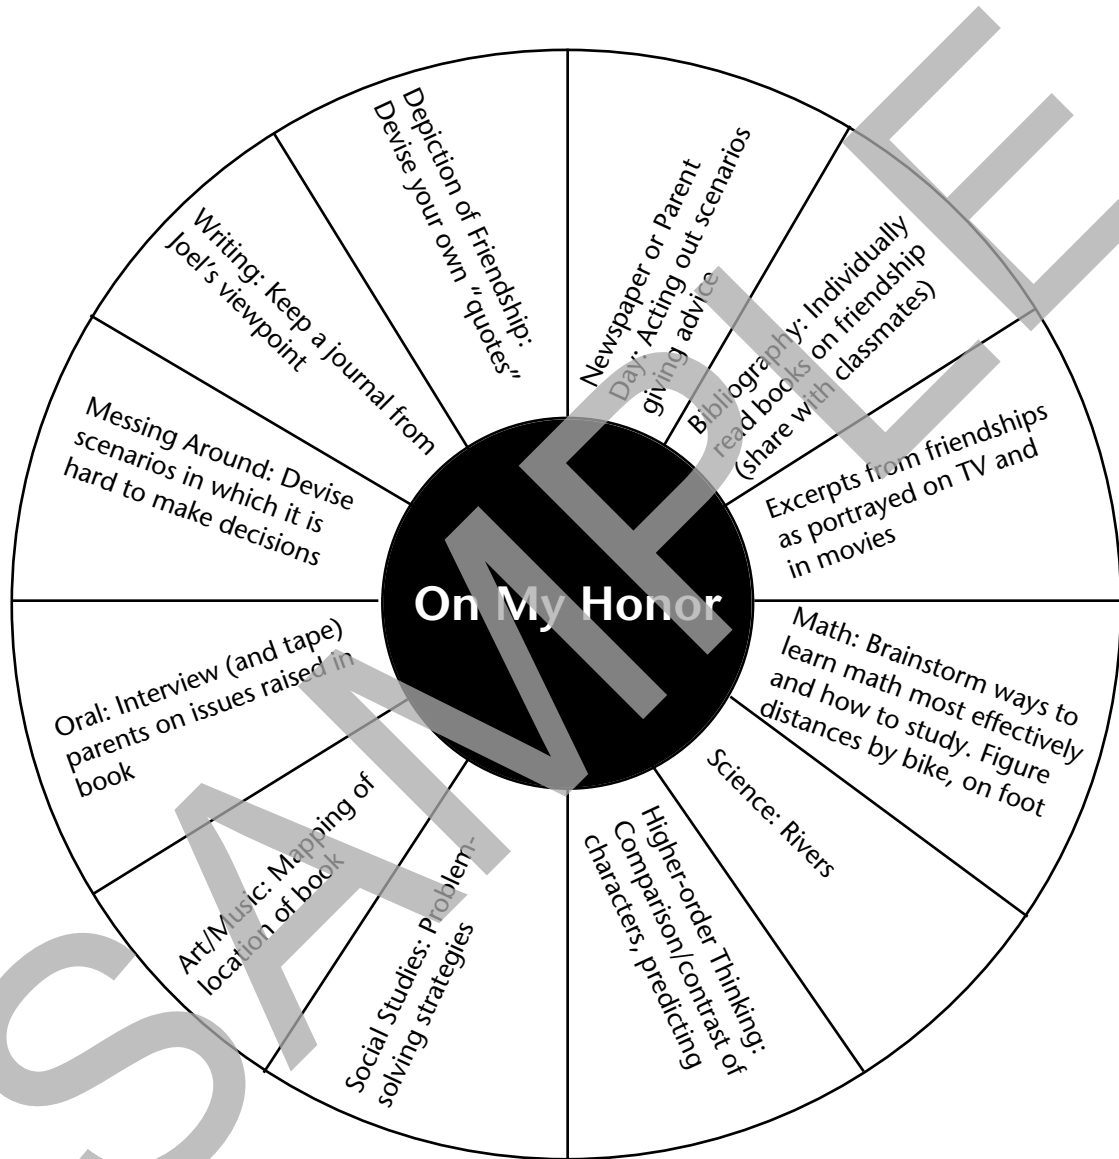 On My Honor
Newspaper or Parent
Day: Acting out scenarios
giving advice
Bibliography: Individually
read books on friendship
(share with classmates)
Excerpts from friendships
as portrayed on TV and
in movies
Math: Brainstorm ways to
learn math most effectively
and how to study. Figure
distances by bike, on foot
Science: Rivers
Higher-order Thinking:
Comparison/contrast of
characters, predicting
Social Studies: Problem-
solving strategies
Art/Music: Mapping of
location of book
Oral: Interview (and tape)
parents on issues raised in
book
Messing Around: Devise
scenarios in which it is
hard to make decisions
Writing: Keep a journal from
Joel's viewpoint
Depiction of Friendship:
Devise your own "quotes"
SAMPLE